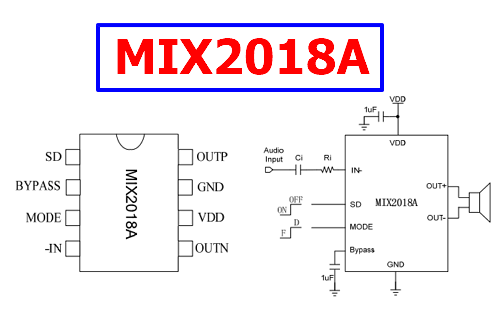 MIX2018A
SD
BYPASS
MODE
-IN
MIX2018A
OUTP
GND
VDD
OUTN
VDD
1uF
VDD
Audio
Input
Ci
Ri
IN-
OFF
ON
SD
MIX2018A
D
F
MODE
Bypass
1uF
GND
OUT+
OUT-